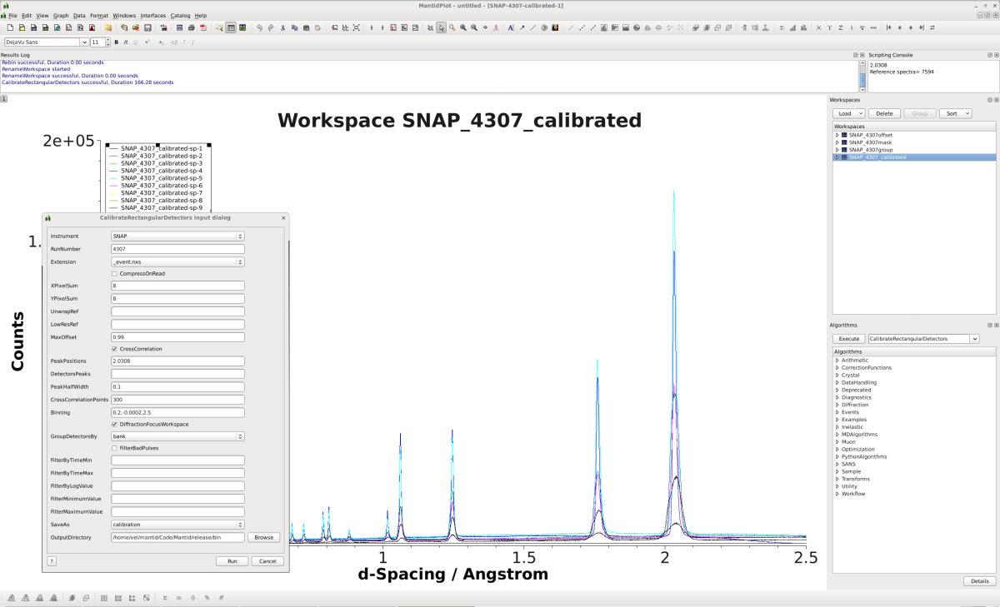 MantidPlot - untitled - [SNAP-4307-calibrated-1]
File Edit View Graph Data Format Windows Interfaces Catalog Help
DejaVu Sans 11 B It U
Results Log
Rebin successful, Duration 0.00 seconds
RenameWorkspace started
RenameWorkspace successful, Duration 0.00 seconds
CalibrateRectangularDetectors successful, Duration 166.28 seconds
Scripting Console
2.0308
Reference spectra= 7594
1
Workspace SNAP_4307_calibrated
2e+05
SNAP_4307_calibrated-sp-1
SNAP_4307_calibrated-sp-2
SNAP_4307_calibrated-sp-3
SNAP_4307_calibrated-sp-4
SNAP_4307_calibrated-sp-5
SNAP_4307_calibrated-sp-6
SNAP_4307_calibrated-sp-7
SNAP_4307_calibrated-sp-8
SNAP_4307_calibrated-sp-9
1.
Counts
1 1.5 2 2.5
d-Spacing / Angstrom
CalibrateRectangularDetectors input dialog
Instrument SNAP
RunNumber 4307
Extension _event.nxs
CompressOnRead
XPixelSum 8
YPixelSum 8
UnwrapRef
LowResRef
MaxOffset 0.99
CrossCorrelation
PeakPositions 2.0308
DetectorsPeaks
PeakHalfWidth 0.1
CrossCorrelationPoints 300
Binning 0.2,-0.0002,2.5
DiffractionFocusWorkspace
GroupDetectorsBy bank
FilterBadPulses
FilterByTimeMin
FilterByTimeMax
FilterByLogValue
FilterMinimumValue
FilterMaximumValue
SaveAs calibration
OutputDirectory /home/vel/mantid/Code/Mantid/release/bin Browse
? Run Cancel
Workspaces
Load Delete Group Sort
Workspaces
SNAP_4307offset
SNAP_4307mask
SNAP_4307group
SNAP_4307_calibrated
Algorithms
Execute CalibrateRectangularDetectors
Algorithms
Arithmetic
CorrectionFunctions
Crystal
DataHandling
Deprecated
Diagnostics
Diffraction
Events
Examples
Inelastic
MDAlgorithms
Muon
Optimization
PythonAlgorithms
SANS
Sample
Transforms
Utility
Workflow
Details